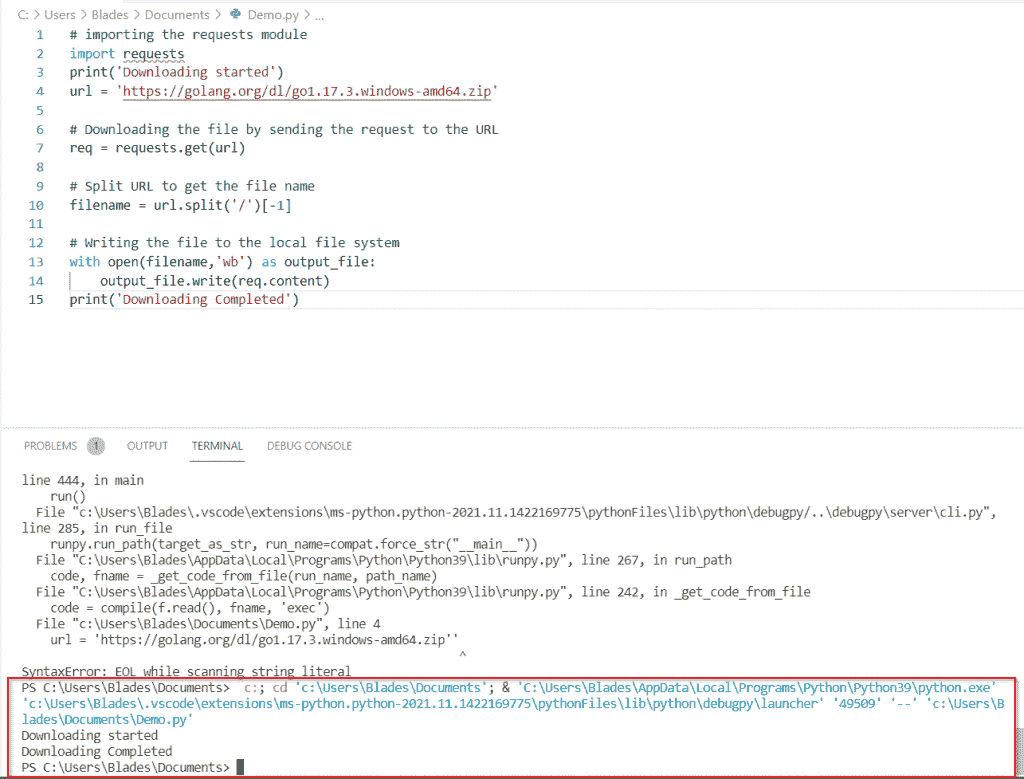 C: > Users > Blades > Documents > Demo.py > ...
1 # importing the requests module
2 import requests
3 print('Downloading started')
4 url = 'https://golang.org/dl/go1.17.3.windows-amd64.zip'
5
6 # Downloading the file by sending the request to the URL
7 req = requests.get(url)
8
9 # Split URL to get the file name
10 filename = url.split('/')[-1]
11
12 # Writing the file to the local file system
13 with open(filename,'wb') as output_file:
14     output_file.write(req.content)
15 print('Downloading Completed')
PROBLEMS 1 OUTPUT TERMINAL DEBUG CONSOLE
line 444, in main
    run()
  File "c:\Users\Blades\.vscode\extensions\ms-python.python-2021.11.1422169775\pythonFiles\lib\python\debugpy/..\debugpy\server\cli.py",
line 285, in run_file
    runpy.run_path(target_as_str, run_name=compat.force_str("__main__"))
  File "C:\Users\Blades\AppData\Local\Programs\Python\Python39\lib\runpy.py", line 267, in run_path
    code, fname = _get_code_from_file(run_name, path_name)
  File "C:\Users\Blades\AppData\Local\Programs\Python\Python39\lib\runpy.py", line 242, in _get_code_from_file
    code = compile(f.read(), fname, 'exec')
  File "c:\Users\Blades\Documents\Demo.py", line 4
    url = 'https://golang.org/dl/go1.17.3.windows-amd64.zip''
                                                         ^
SyntaxError: EOL while scanning string literal
PS C:\Users\Blades\Documents>  c:; cd 'c:\Users\Blades\Documents'; & 'C:\Users\Blades\AppData\Local\Programs\Python\Python39\python.exe'
'c:\Users\Blades\.vscode\extensions\ms-python.python-2021.11.1422169775\pythonFiles\lib\python\debugpy\launcher' '49509' '--' 'c:\Users\B
lades\Documents\Demo.py'
Downloading started
Downloading Completed
PS C:\Users\Blades\Documents>